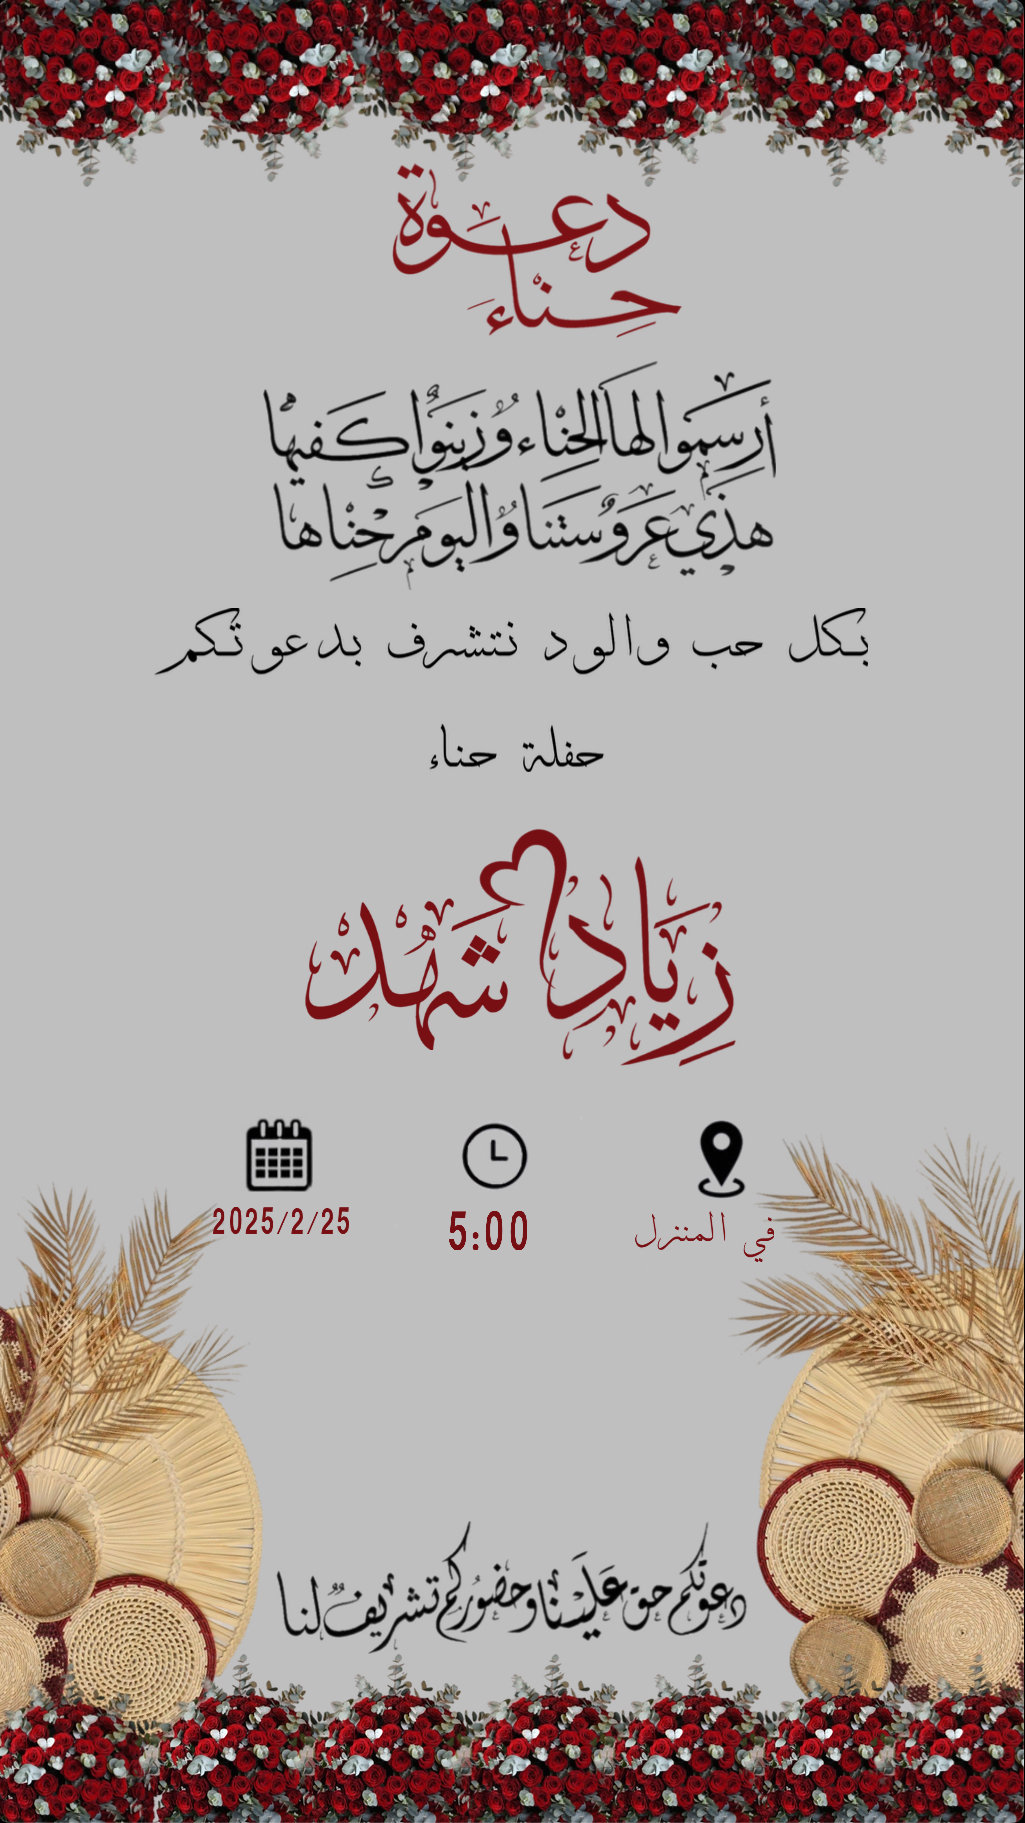 دعوة
حناء
أرسموا لها الحناء وزينوا كفيها
هذي عروستنا واليوم حناها
بكل حب والود نتشرف بدعوتكم
حفلة حناء
زياد شهد
في المنزل
5:00
2025/2/25
دعوتكم حق علينا وحضوركم تشريف لنا